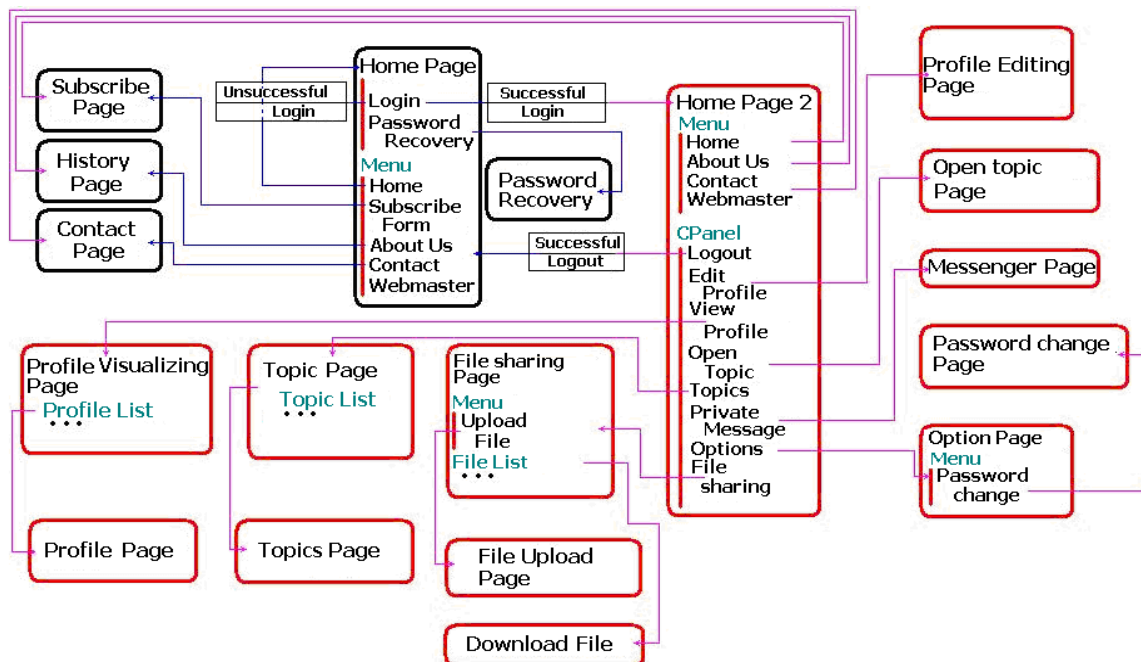 Subscribe
Page
History
Page
Contact
Page
Unsuccessful
Login
Home Page
Login
Password
Recovery
Menu
Home
Subscribe
Form
About Us
Contact
Webmaster
Successful
Login
Password
Recovery
Successful
Logout
Home Page 2
Menu
Home
About Us
Contact
Webmaster
CPanel
Logout
Edit
Profile
View
Profile
Open
Topic
Topics
Private
Message
Options
File
sharing
Profile Editing
Page
Open topic
Page
Messenger Page
Password change
Page
Option Page
Menu
Password
change
Profile Visualizing
Page
Profile List
• • •
Topic Page
Topic List
• • •
File sharing
Page
Menu
Upload
File
File List
• • •
Profile Page
Topics Page
File Upload
Page
Download File